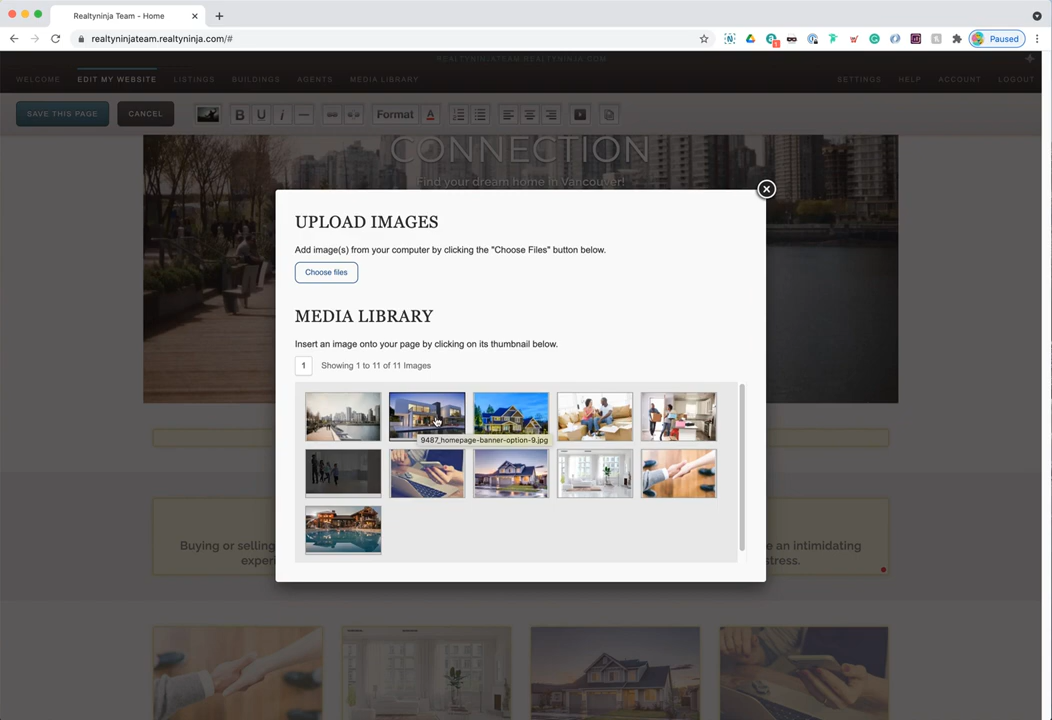 Realtyninja Team - Home
realtyninjateam.realtyninja.com/#
Paused
REALTYNINJATEAM.REALTYNINJA.COM
WELCOME
EDIT MY WEBSITE
LISTINGS
BUILDINGS
AGENTS
MEDIA LIBRARY
SETTINGS
HELP
ACCOUNT
LOGOUT
SAVE THIS PAGE
CANCEL
B
U
i
Format
A
CONNECTION
Find your dream home in Vancouver!
UPLOAD IMAGES
Add image(s) from your computer by clicking the "Choose Files" button below.
Choose files
MEDIA LIBRARY
Insert an image onto your page by clicking on its thumbnail below.
1
Showing 1 to 11 of 11 Images
9487_homepage-banner-option-9.jpg
Buying or selling
e an intimidating
experi
stress.